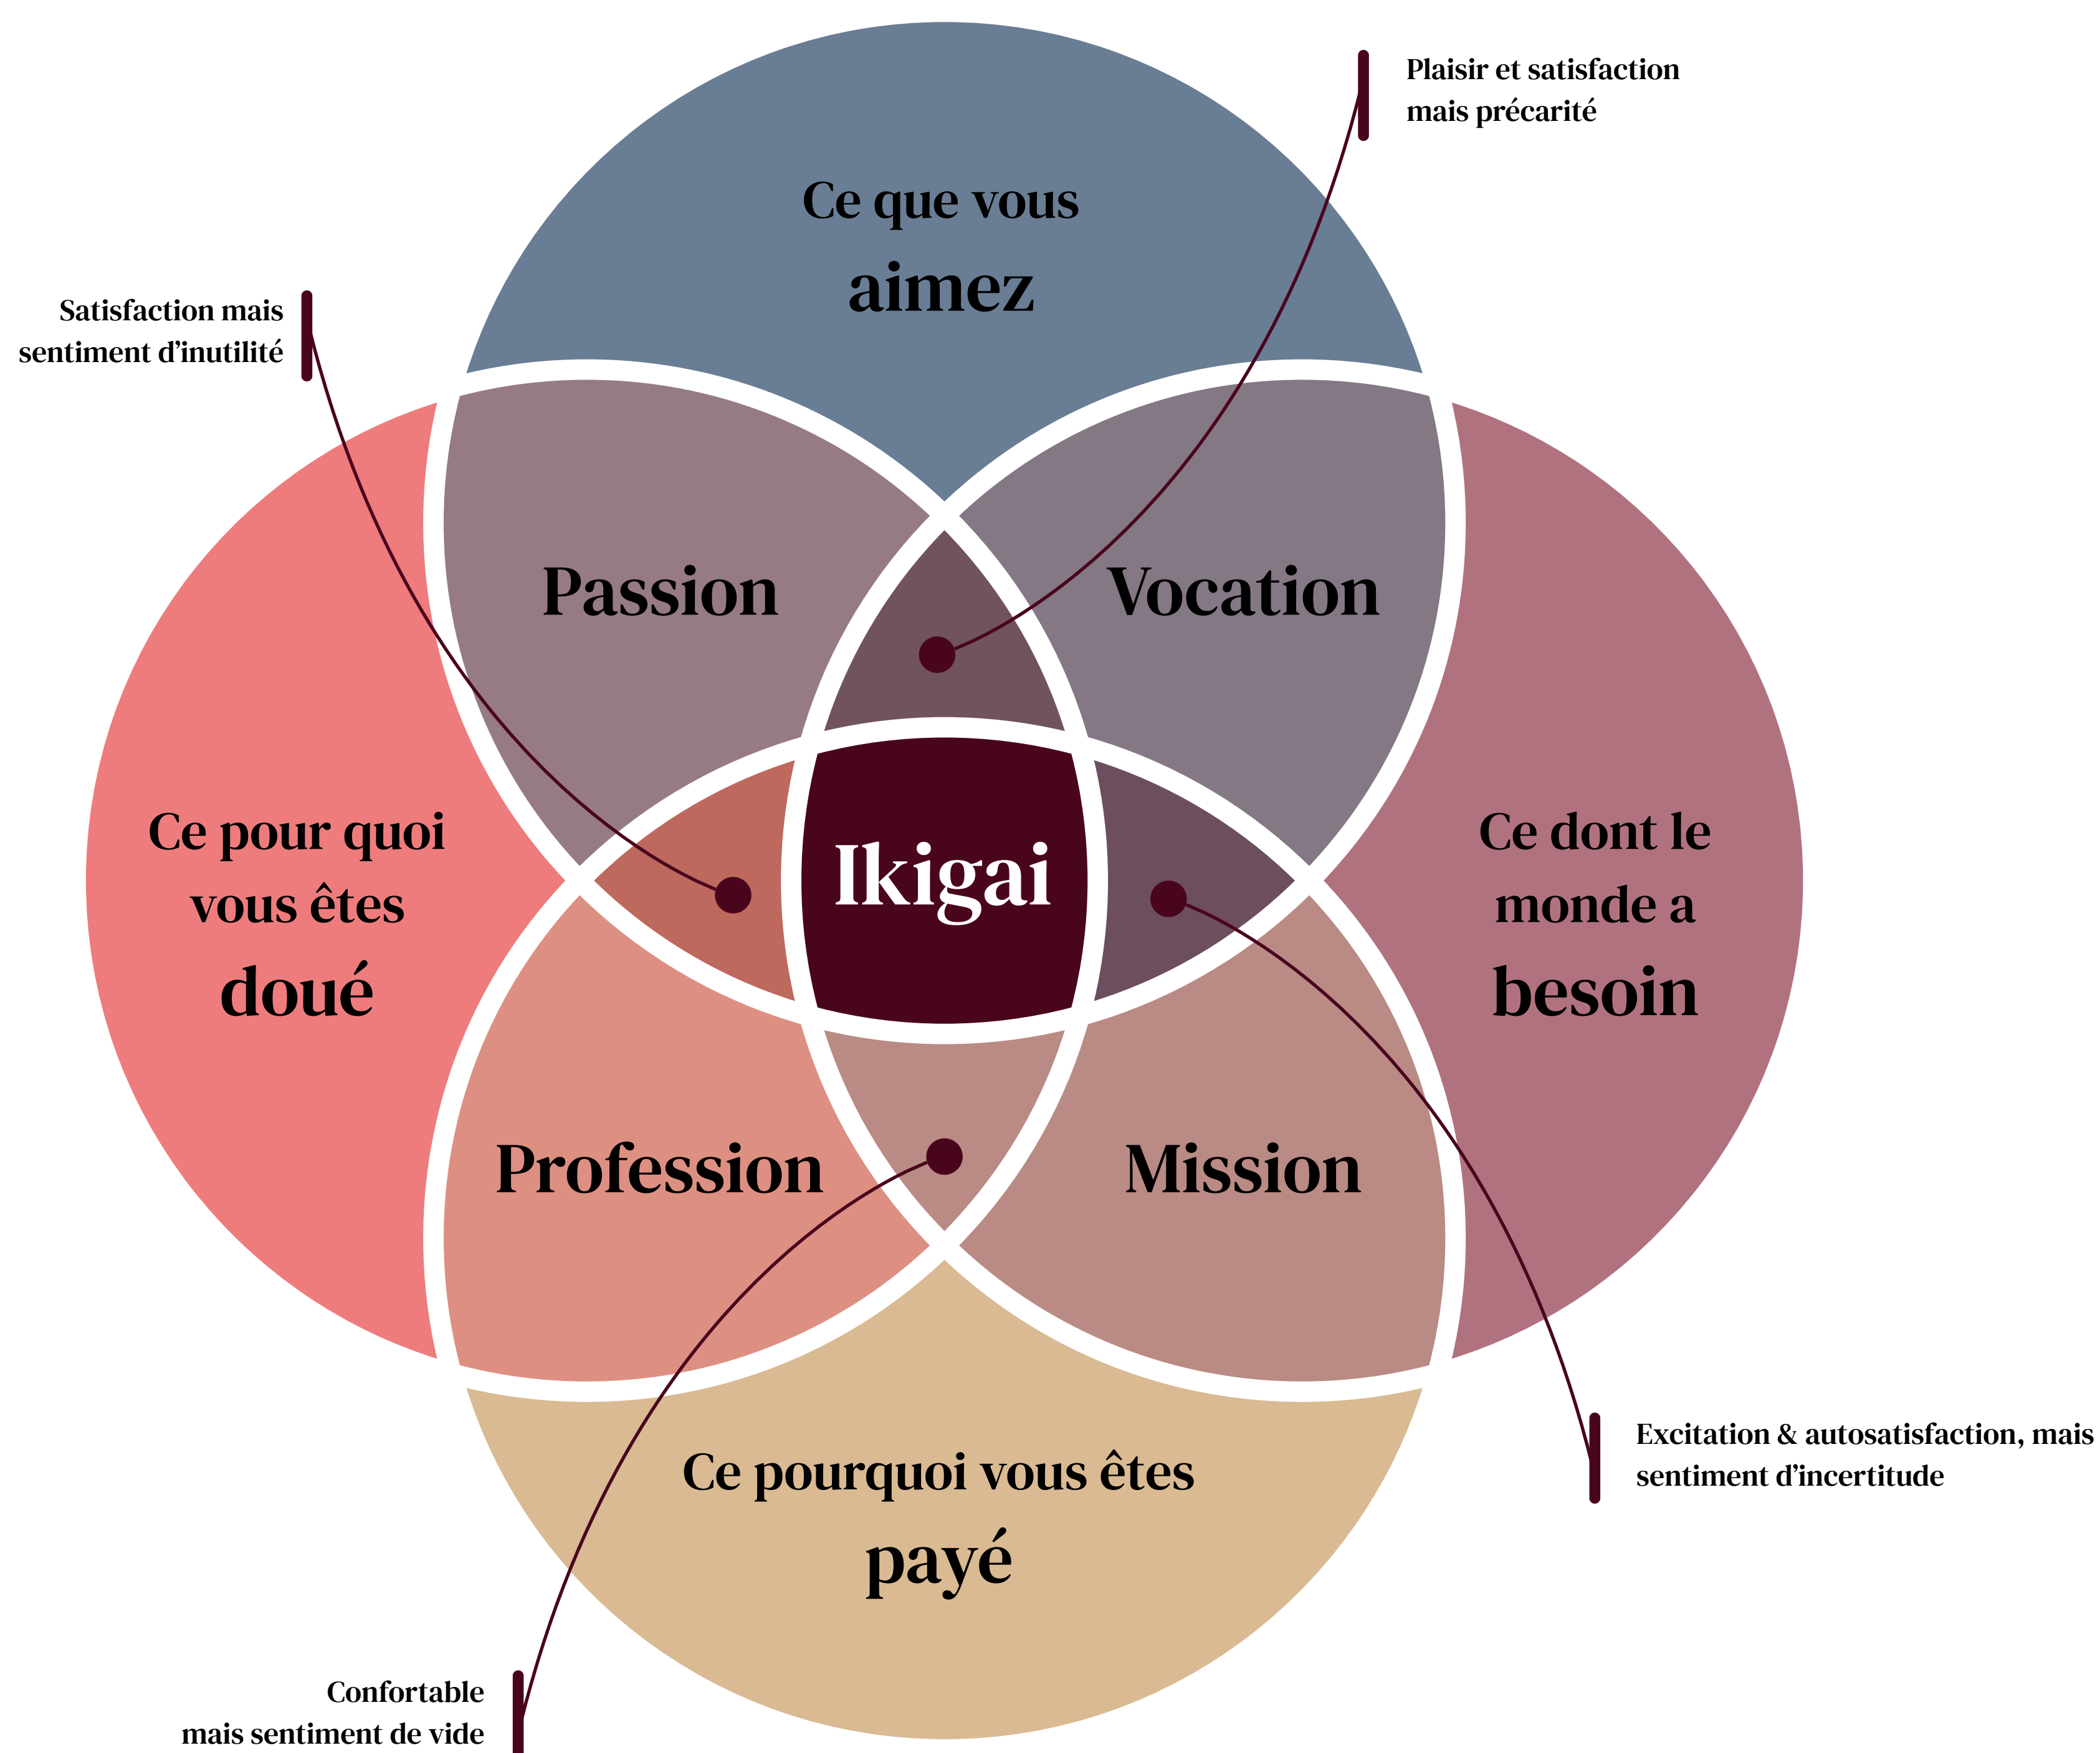 Plaisir et satisfaction
mais précarité
Ce que vous
aimez
Satisfaction mais
sentiment d’inutilité
Passion
Vocation
Ce pour quoi
vous êtes
doué
Ikigai
Ce dont le
monde a
besoin
Profession
Mission
Excitation & autosatisfaction, mais
sentiment d’incertitude
Ce pourquoi vous êtes
payé
Confortable
mais sentiment de vide